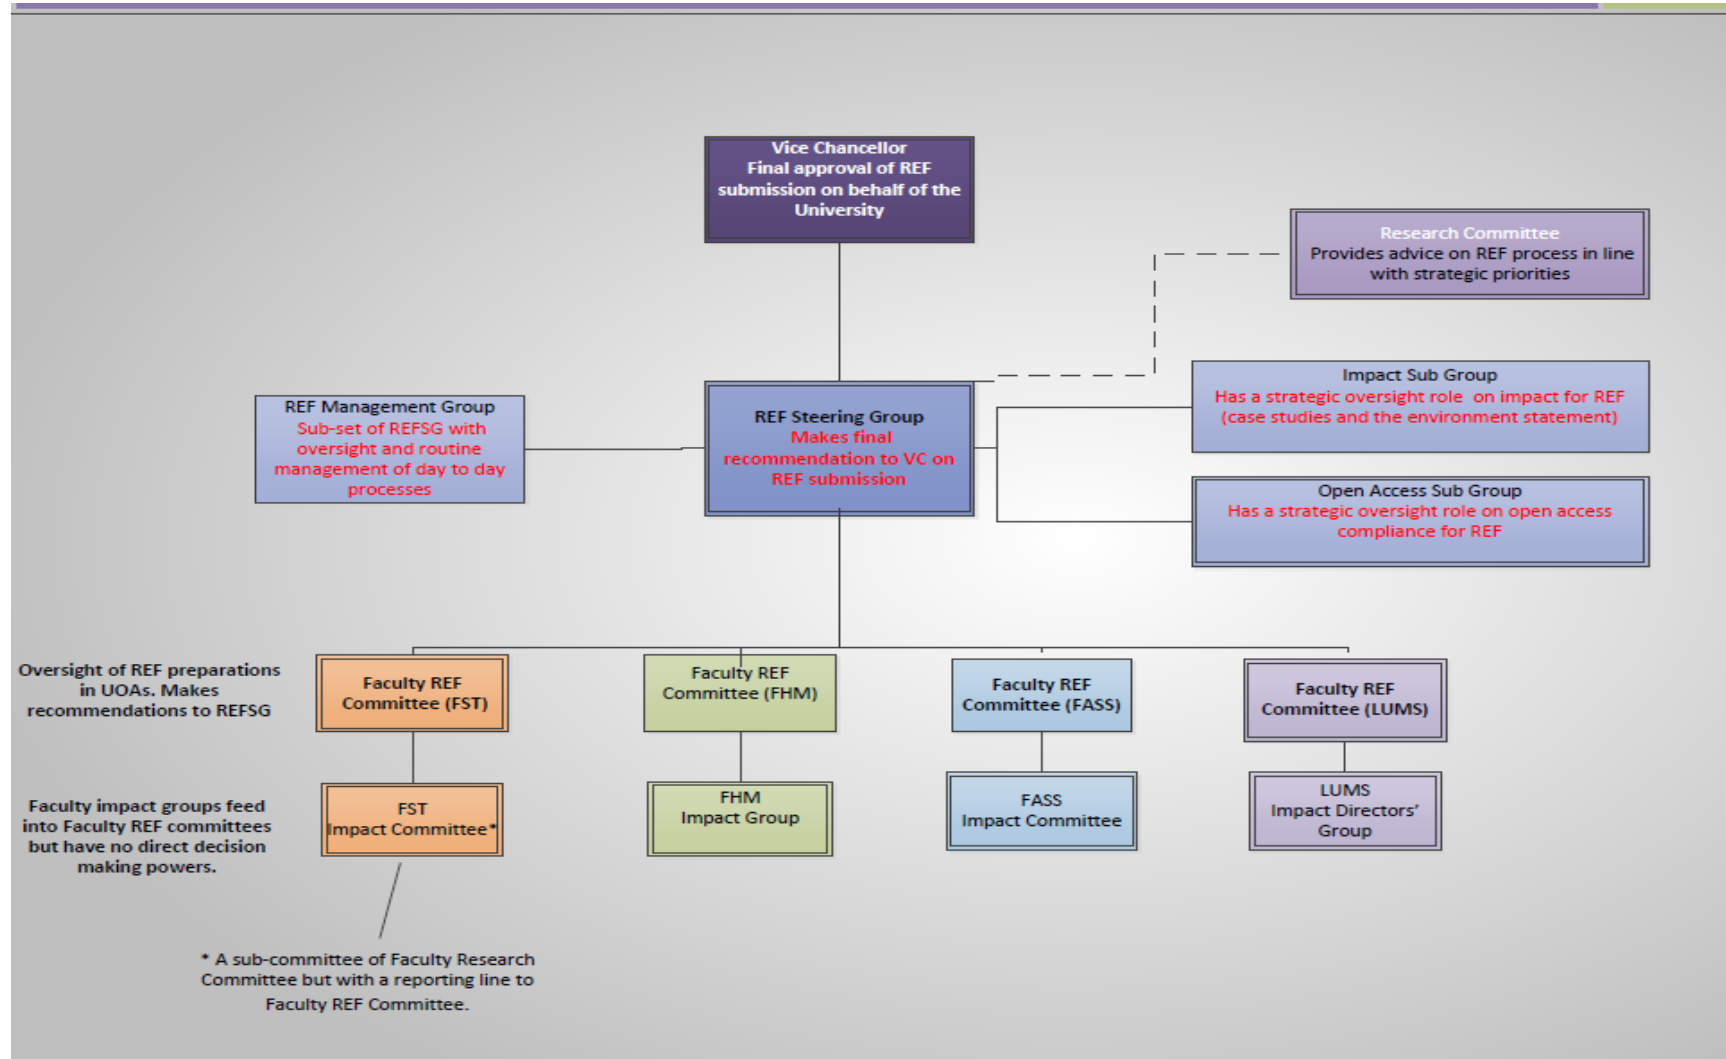 Vice Chancellor
Final approval of REF
submission on behalf of the
University
Research Committee
Provides advice on REF process in line
with strategic priorities
Impact Sub Group
Has a strategic oversight role on impact for REF
(case studies and the environment statement)
REF Management Group
Sub-set of REFSG with
oversight and routine
management of day to day
processes
REF Steering Group
Makes final
recommendation to VC on
REF submission
Open Access Sub Group
Has a strategic oversight role on open access
compliance for REF
Oversight of REF preparations
in UOAs. Makes
recommendations to REFSG
Faculty REF
Committee (FST)
Faculty REF
Committee (FHM)
Faculty REF
Committee (FASS)
Faculty REF
Committee (LUMS)
Faculty impact groups feed
into Faculty REF committees
but have no direct decision
making powers.
FST
Impact Committee*
FHM
Impact Group
FASS
Impact Committee
LUMS
Impact Directors’
Group
* A sub-committee of Faculty Research
Committee but with a reporting line to
Faculty REF Committee.